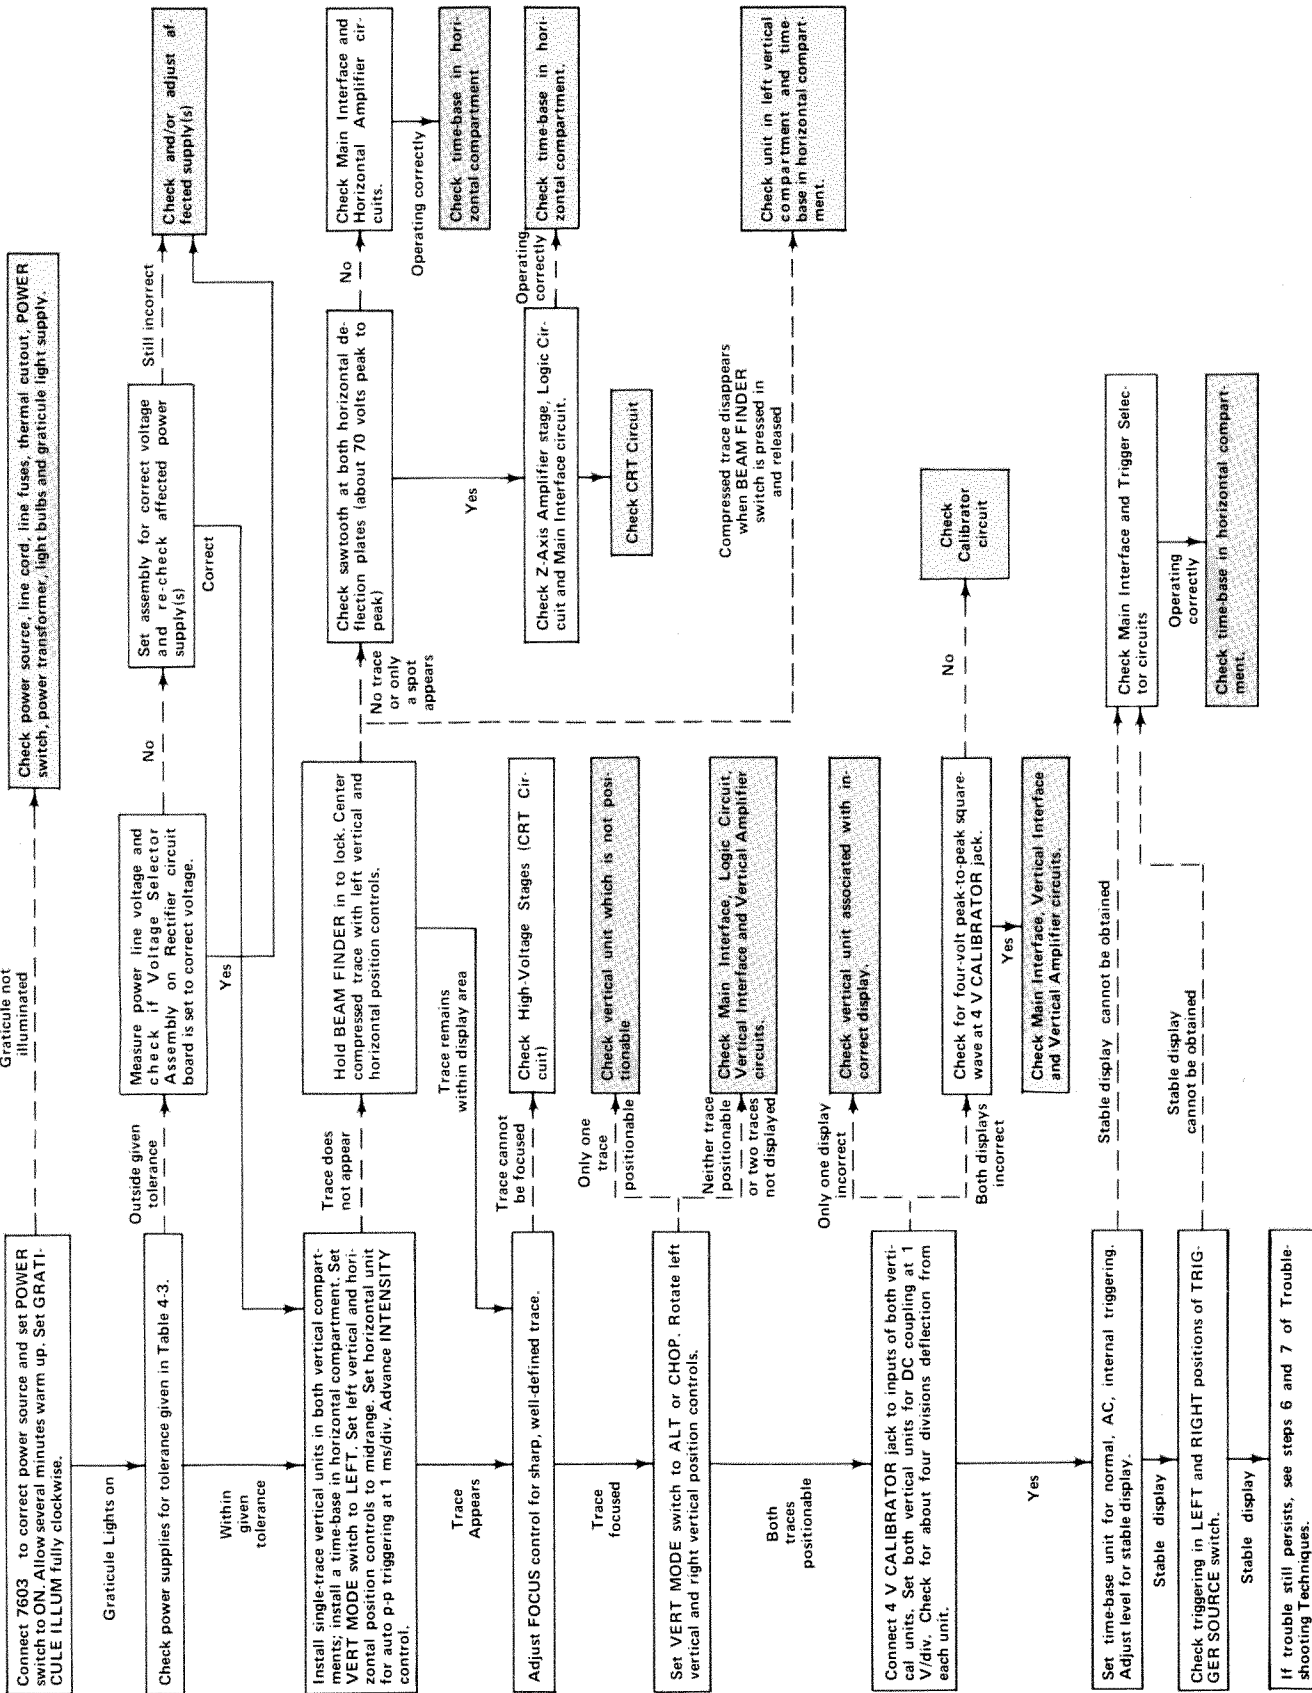 Connect 7603 to correct power source and set POWER
switch to ON. Allow several minutes warm up. Set GRATI-
CULE ILLUM fully clockwise.
Graticule not
illuminated
Check power source, line cord, line fuses, thermal cutout, POWER
switch, power transformer, light bulbs and graticule light supply.
Graticule Lights on
Check power supplies for tolerance given in Table 4-3.
Outside given
tolerance
Measure power line voltage and
check if Voltage Selector
Assembly on Rectifier circuit
board is set to correct voltage.
No
Set assembly for correct voltage
and re-check affected power
supply(s)
Still incorrect
Check and/or adjust af-
fected supply(s)
Yes
Correct
Within
given
tolerance
Install single-trace vertical units in both vertical compart-
ments; install a time-base in horizontal compartment. Set
VERT MODE switch to LEFT. Set left vertical and hori-
zontal position controls to midrange. Set horizontal unit
for auto p-p triggering at 1 ms/div. Advance INTENSITY
control.
Trace does
not appear
Hold BEAM FINDER in to lock. Center
compressed trace with left vertical and
horizontal position controls.
No trace
or only
a spot
appears
Check sawtooth at both horizontal de-
flection plates (about 70 volts peak to
peak)
No
Check Main Interface and
Horizontal Amplifier cir-
cuits.
Operating correctly
Check time-base in hori-
zontal compartment
Yes
Check Z-Axis Amplifier stage, Logic Cir-
cuit and Main Interface circuit.
Operating
correctly
Check time-base in hori-
zontal compartment.
Check CRT Circuit
Trace remains
within display area
Compressed trace disappears
when BEAM FINDER
switch is pressed in
and released
Check unit in left vertical
compartment and time-
base in horizontal compart-
ment.
Trace
Appears
Adjust FOCUS control for sharp, well-defined trace.
Trace cannot
be focused
Check High-Voltage Stages (CRT Cir-
cuit)
Trace
focused
Set VERT MODE switch to ALT or CHOP. Rotate left
vertical and right vertical position controls.
Only one
trace
positionable
Check vertical unit which is not posi-
tionable
Neither trace
positionable
or two traces
not displayed
Check Main Interface, Logic Circuit,
Vertical Interface and Vertical Amplifier
circuits.
Both
traces
positionable
Connect 4 V CALIBRATOR jack to inputs of both verti-
cal units. Set both vertical units for DC coupling at 1
V/div. Check for about four divisions deflection from
each unit.
Only one display
incorrect
Check vertical unit associated with in-
correct display.
Both displays
incorrect
Check for four-volt peak-to-peak square-
wave at 4 V CALIBRATOR jack.
No
Check
Calibrator
circuit
Yes
Check Main Interface, Vertical Interface
and Vertical Amplifier circuits.
Yes
Set time-base unit for normal, AC, internal triggering.
Adjust level for stable display.
Stable display cannot be obtained
Check Main Interface and Trigger Selec-
tor circuits
Operating
correctly
Check time-base in horizontal compart-
ment.
Stable display
Check triggering in LEFT and RIGHT positions of TRIG-
GER SOURCE switch.
Stable display
cannot be obtained
Stable display
If trouble still persists, see steps 6 and 7 of Trouble-
shooting Techniques.